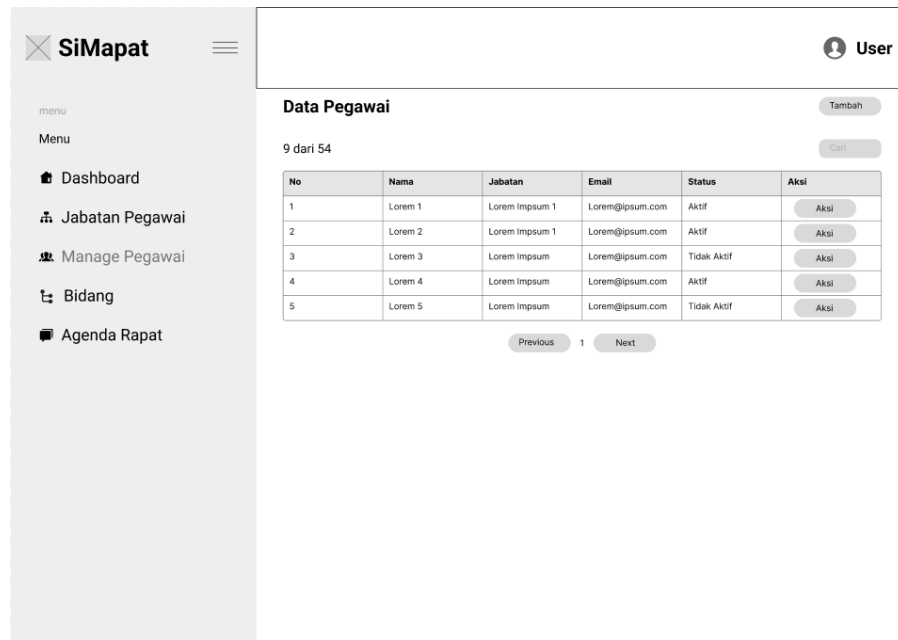 SiMapat
User
menu
Menu
Dashboard
Jabatan Pegawai
Manage Pegawai
Bidang
Agenda Rapat
Data Pegawai
Tambah
9 dari 54
Cari
No Nama Jabatan Email Status Aksi
1 Lorem 1 Lorem Impsum 1 Lorem@ipsum.com Aktif Aksi
2 Lorem 2 Lorem Impsum 1 Lorem@ipsum.com Aktif Aksi
3 Lorem 3 Lorem Impsum Lorem@ipsum.com Tidak Aktif Aksi
4 Lorem 4 Lorem Impsum Lorem@ipsum.com Aktif Aksi
5 Lorem 5 Lorem Impsum Lorem@ipsum.com Tidak Aktif Aksi
Previous 1 Next